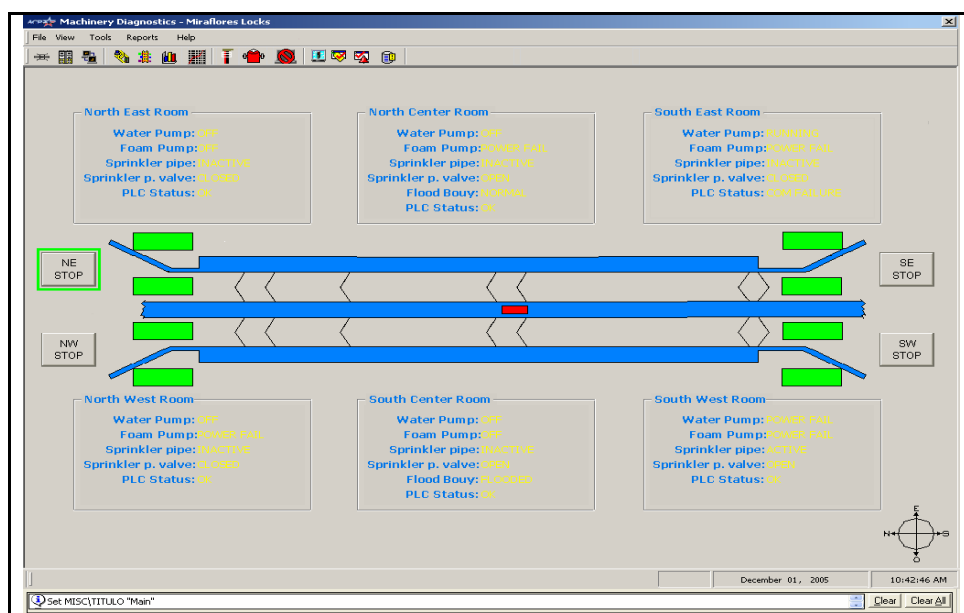 ACP Machinery Diagnostics - Miraflores Locks
File View Tools Reports Help
North East Room
Water Pump: OFF
Foam Pump: OFF
Sprinkler pipe: INACTIVE
Sprinkler p. valve: CLOSED
PLC Status: OK
North Center Room
Water Pump: OFF
Foam Pump: POWER FAIL
Sprinkler pipe: INACTIVE
Sprinkler p. valve: OPEN
Flood Bouy: NORMAL
PLC Status: OK
South East Room
Water Pump: RUNNING
Foam Pump: POWER FAIL
Sprinkler pipe: INACTIVE
Sprinkler p. valve: CLOSED
PLC Status: COM FAILURE
NE
STOP
SE
STOP
NW
STOP
SW
STOP
North West Room
Water Pump: OFF
Foam Pump: POWER FAIL
Sprinkler pipe: INACTIVE
Sprinkler p. valve: CLOSED
PLC Status: OK
South Center Room
Water Pump: OFF
Foam Pump: OFF
Sprinkler pipe: INACTIVE
Sprinkler p. valve: OPEN
Flood Bouy: FLOODED
PLC Status: OK
South West Room
Water Pump: POWER FAIL
Foam Pump: POWER FAIL
Sprinkler pipe: ACTIVE
Sprinkler p. valve: OPEN
PLC Status: OK
E
N S
O
December 01, 2005 10:42:46 AM
Set MISC\TITULO "Main" Clear Clear All